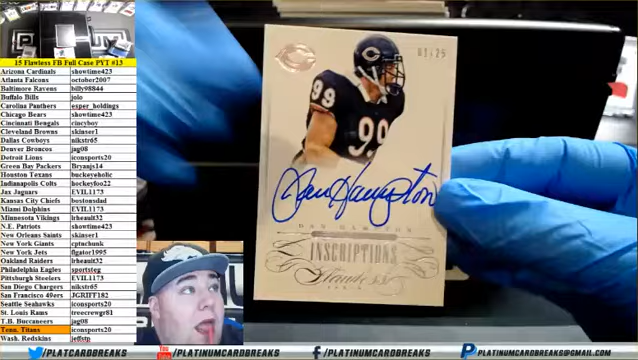 15 Flawless FB Full Case PYT #13
Arizona Cardinals showtime423
Atlanta Falcons october2007
Baltimore Ravens billy98844
Buffalo Bills jolo
Carolina Panthers esper_holdings
Chicago Bears showtime423
Cincinnati Bengals cincyboy
Cleveland Browns skinser1
Dallas Cowboys nikstr65
Denver Broncos jag08
Detroit Lions iconsports20
Green Bay Packers Bryanjs14
Houston Texans buckeyeholic
Indianapolis Colts hockeyfoo22
Jax Jaguars EVIL1173
Kansas City Chiefs bostonsdad
Miami Dolphins EVIL1173
Minnesota Vikings lrheault32
N.E. Patriots showtime423
New Orleans Saints skinser1
New York Giants cptnchunk
New York Jets flgator1995
Oakland Raiders lrheault32
Philadelphia Eagles sportsteg
Pittsburgh Steelers EVIL1173
San Diego Chargers nikstr65
San Francisco 49ers JGRIFF182
Seattle Seahawks iconsports20
St. Louis Rams treecrewgr81
T.B. Buccaneers jag08
Tenn. Titans iconsports20
Wash. Redskins jeffstp
/25
99
99
Dan Hampton
DAN HAMPTON
INSCRIPTIONS
Flawless
/PLATCARDBREAKS @PLATCARDBREAKS /PLATINUMCARDBREAKS PLATINUMCARDBREAKS@GMAIL.COM